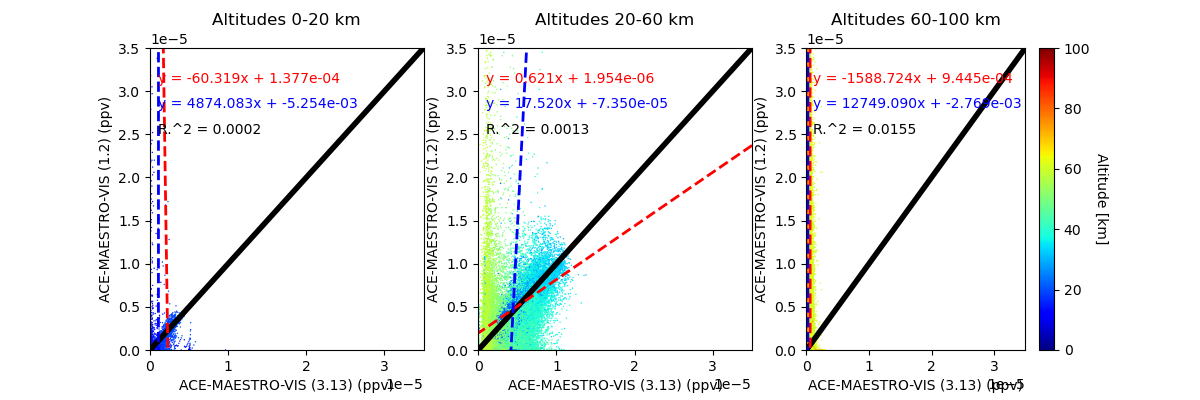 Altitudes 0-20 km
1e−5
3.5
3.0
2.5
2.0
1.5
1.0
0.5
0.0
ACE-MAESTRO-VIS (1.2) (ppv)
y = -60.319x + 1.377e-04
y = 4874.083x + -5.254e-03
R.^2 = 0.0002
0
1
2
3
1e−5
ACE-MAESTRO-VIS (3.13) (ppv)
Altitudes 20-60 km
1e−5
3.5
3.0
2.5
2.0
1.5
1.0
0.5
0.0
ACE-MAESTRO-VIS (1.2) (ppv)
y = 0.621x + 1.954e-06
y = 17.520x + -7.350e-05
R.^2 = 0.0013
0
1
2
3
1e−5
ACE-MAESTRO-VIS (3.13) (ppv)
Altitudes 60-100 km
1e−5
3.5
3.0
2.5
2.0
1.5
1.0
0.5
0.0
ACE-MAESTRO-VIS (1.2) (ppv)
y = -1588.724x + 9.445e-04
y = 12749.090x + -2.769e-03
R.^2 = 0.0155
0
1
2
3
1e−5
ACE-MAESTRO-VIS (3.13) (ppv)
100
80
60
40
20
0
Altitude [km]